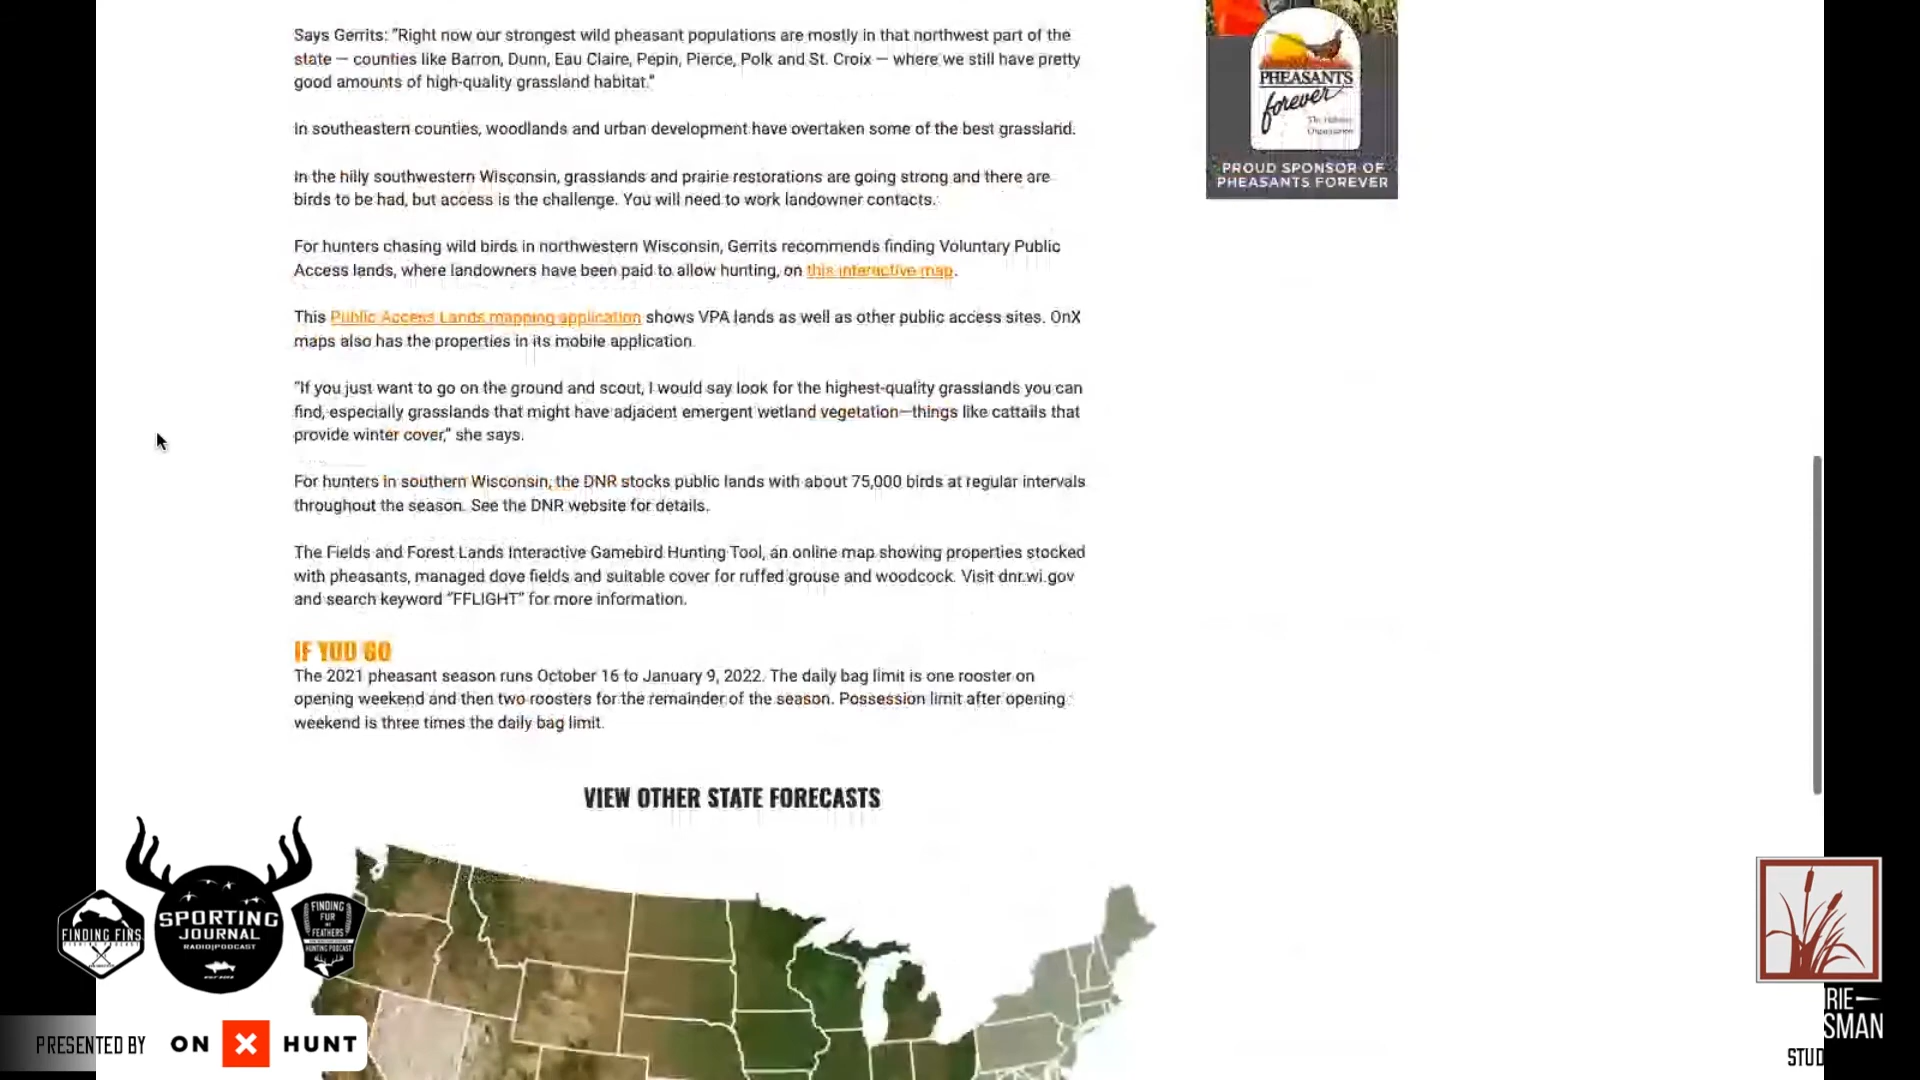 Says Gerrits: "Right now our strongest wild pheasant populations are mostly in that northwest part of the
state — counties like Barron, Dunn, Eau Claire, Pepin, Pierce, Polk and St. Croix — where we still have pretty
good amounts of high-quality grassland habitat."
In southeastern counties, woodlands and urban development have overtaken some of the best grassland.
In the hilly southwestern Wisconsin, grasslands and prairie restorations are going strong and there are
birds to be had, but access is the challenge. You will need to work landowner contacts.
For hunters chasing wild birds in northwestern Wisconsin, Gerrits recommends finding Voluntary Public
Access lands, where landowners have been paid to allow hunting, on this interactive map.
This Public Access Lands mapping application shows VPA lands as well as other public access sites. OnX
maps also has the properties in its mobile application.
"If you just want to go on the ground and scout, I would say look for the highest-quality grasslands you can
find, especially grasslands that might have adjacent emergent wetland vegetation—things like cattails that
provide winter cover," she says.
For hunters in southern Wisconsin, the DNR stocks public lands with about 75,000 birds at regular intervals
throughout the season. See the DNR website for details.
The Fields and Forest Lands Interactive Gamebird Hunting Tool, an online map showing properties stocked
with pheasants, managed dove fields and suitable cover for ruffed grouse and woodcock. Visit dnr.wi.gov
and search keyword "FFLIGHT" for more information.
IF YOU GO
The 2021 pheasant season runs October 16 to January 9, 2022. The daily bag limit is one rooster on
opening weekend and then two roosters for the remainder of the season. Possession limit after opening
weekend is three times the daily bag limit.
VIEW OTHER STATE FORECASTS
PHEASANTS
forever
The Habitat
Organization
PROUD SPONSOR OF
PHEASANTS FOREVER
FINDING FINS
SPORTING
JOURNAL
RADIO|PODCAST
FINDING
FUR
FEATHERS
HUNTING PODCAST
PRESENTED BY ON X HUNT
RIE
SMAN
STUD